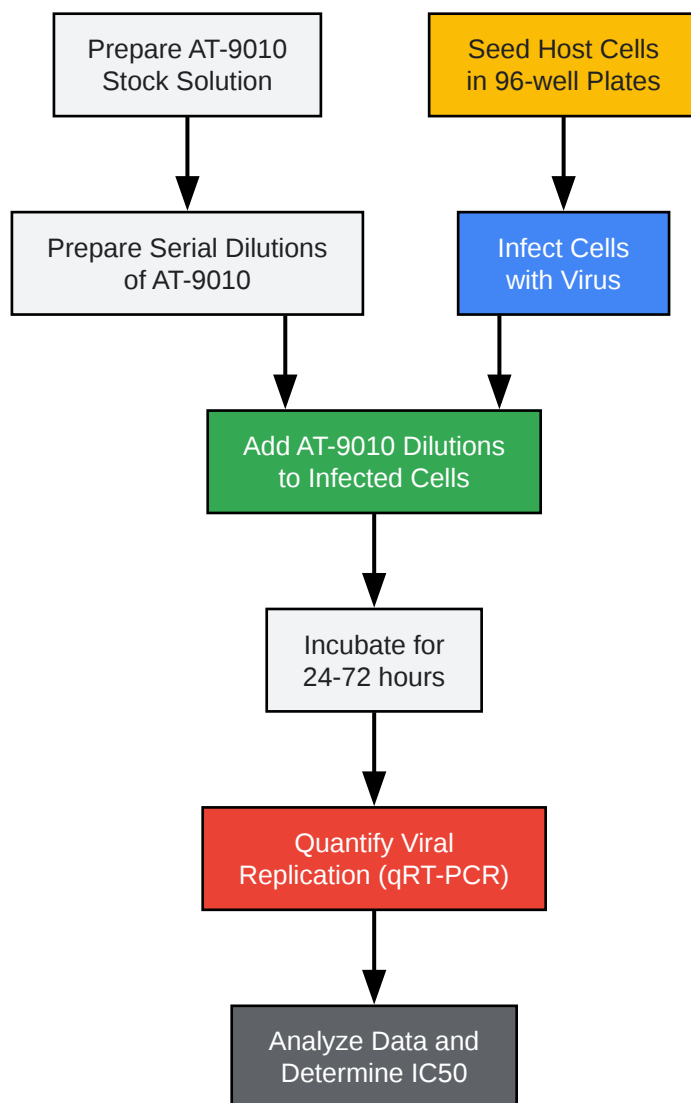 Prepare AT-9010
Stock Solution
Seed Host Cells
in 96-well Plates
Prepare Serial Dilutions
of AT-9010
Infect Cells
with Virus
Add AT-9010 Dilutions
to Infected Cells
Incubate for
24-72 hours
Quantify Viral
Replication (qRT-PCR)
Analyze Data and
Determine IC50